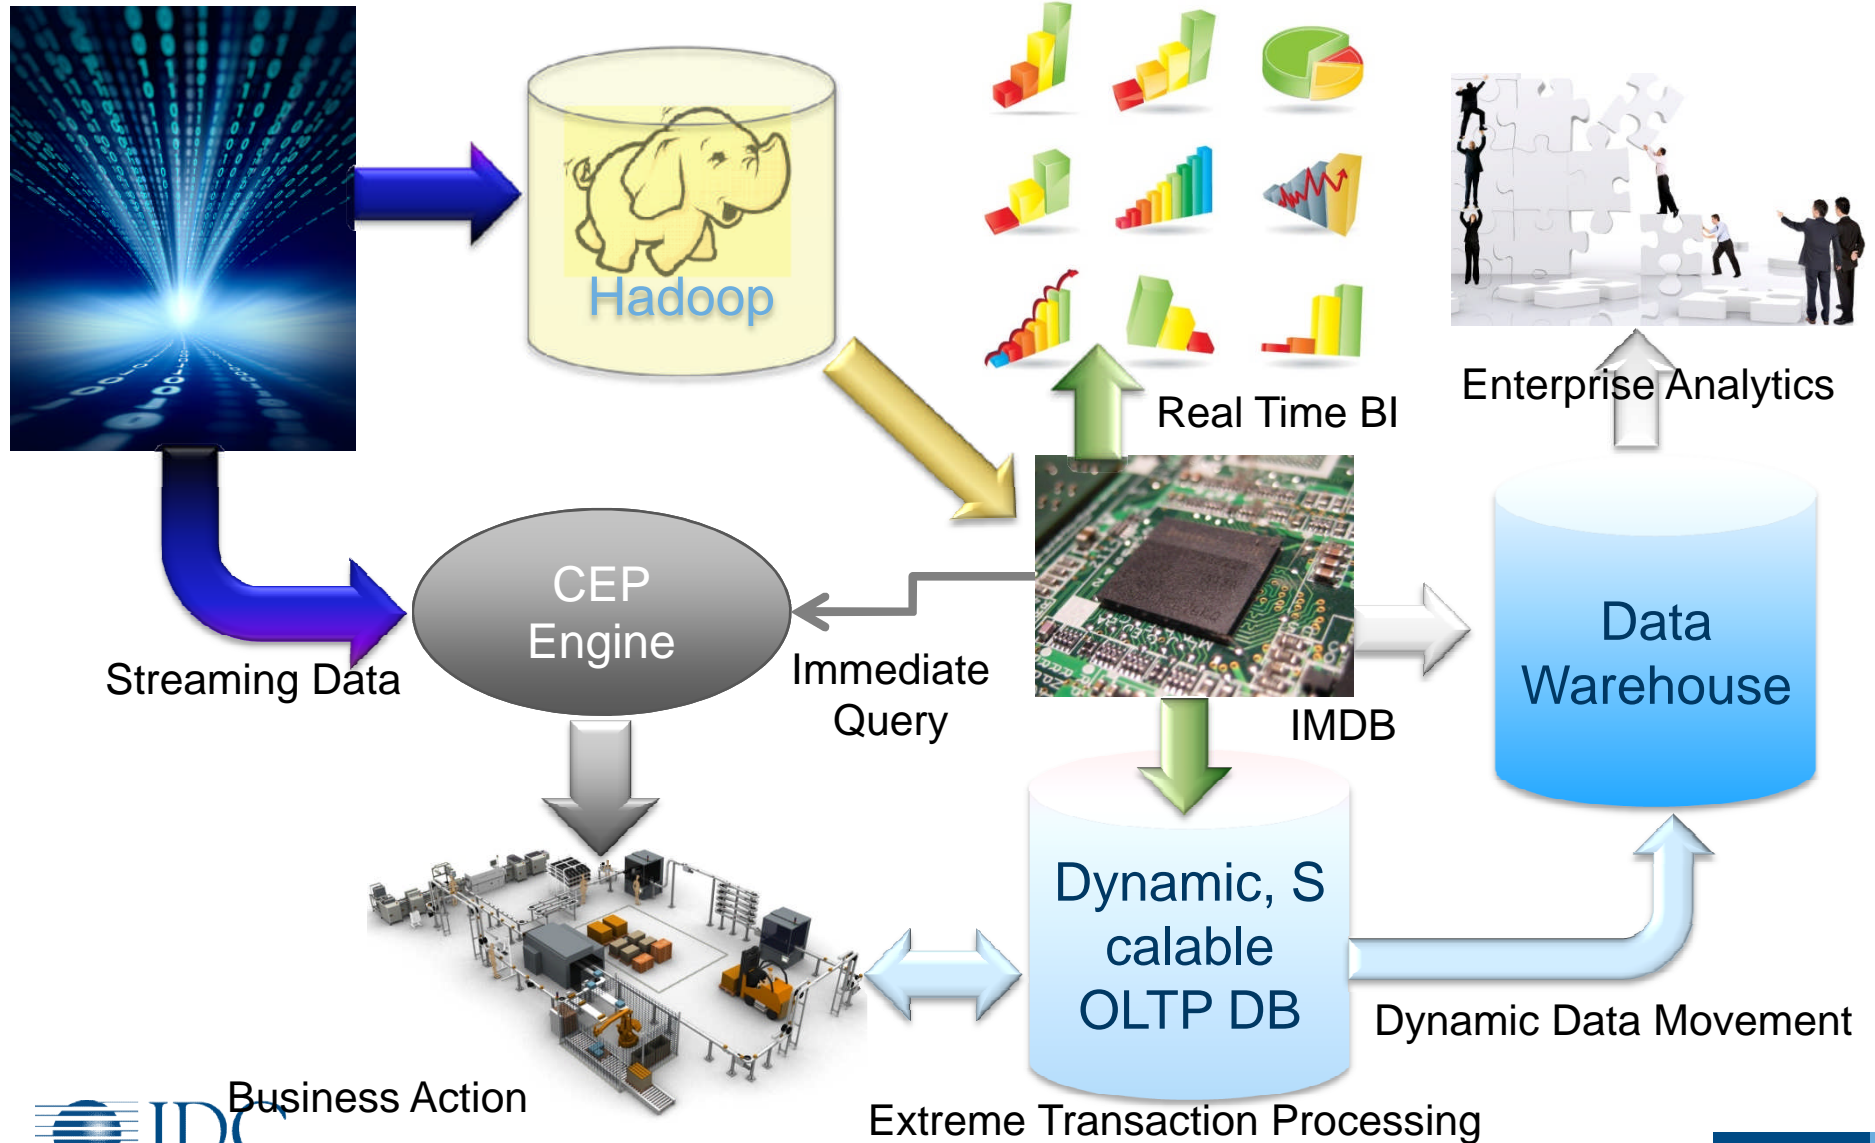 Hadoop
Real Time BI
Enterprise Analytics
CEP
Engine
Streaming Data
Immediate
Query
IMDB
Data
Warehouse
Dynamic, S
calable
OLTP DB
Dynamic Data Movement
Business Action
IDC
Extreme Transaction Processing